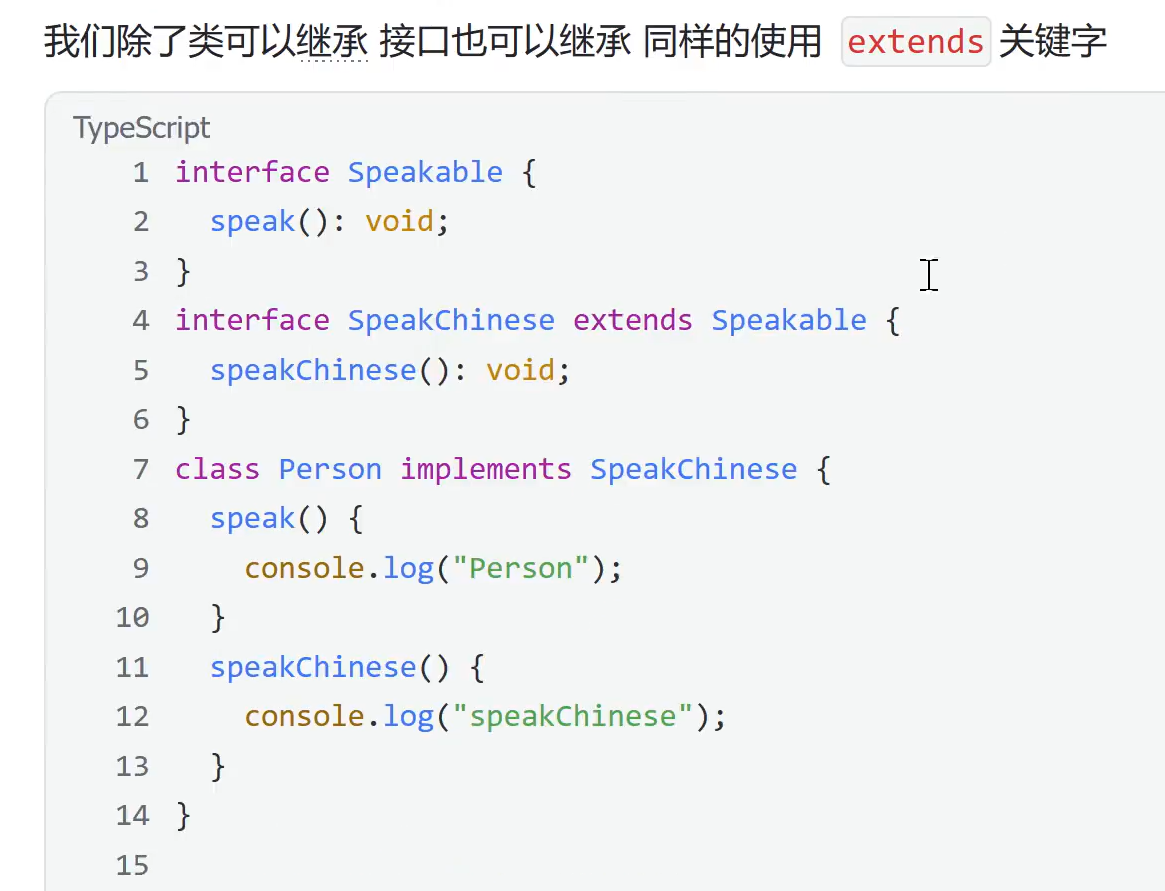 我们除了类可以继承 接口也可以继承 同样的使用 extends 关键字
TypeScript
1 interface Speakable {
2   speak(): void;
3 }
4 interface SpeakChinese extends Speakable {
5   speakChinese(): void;
6 }
7 class Person implements SpeakChinese {
8   speak() {
9     console.log("Person");
10   }
11   speakChinese() {
12     console.log("speakChinese");
13   }
14 }
15